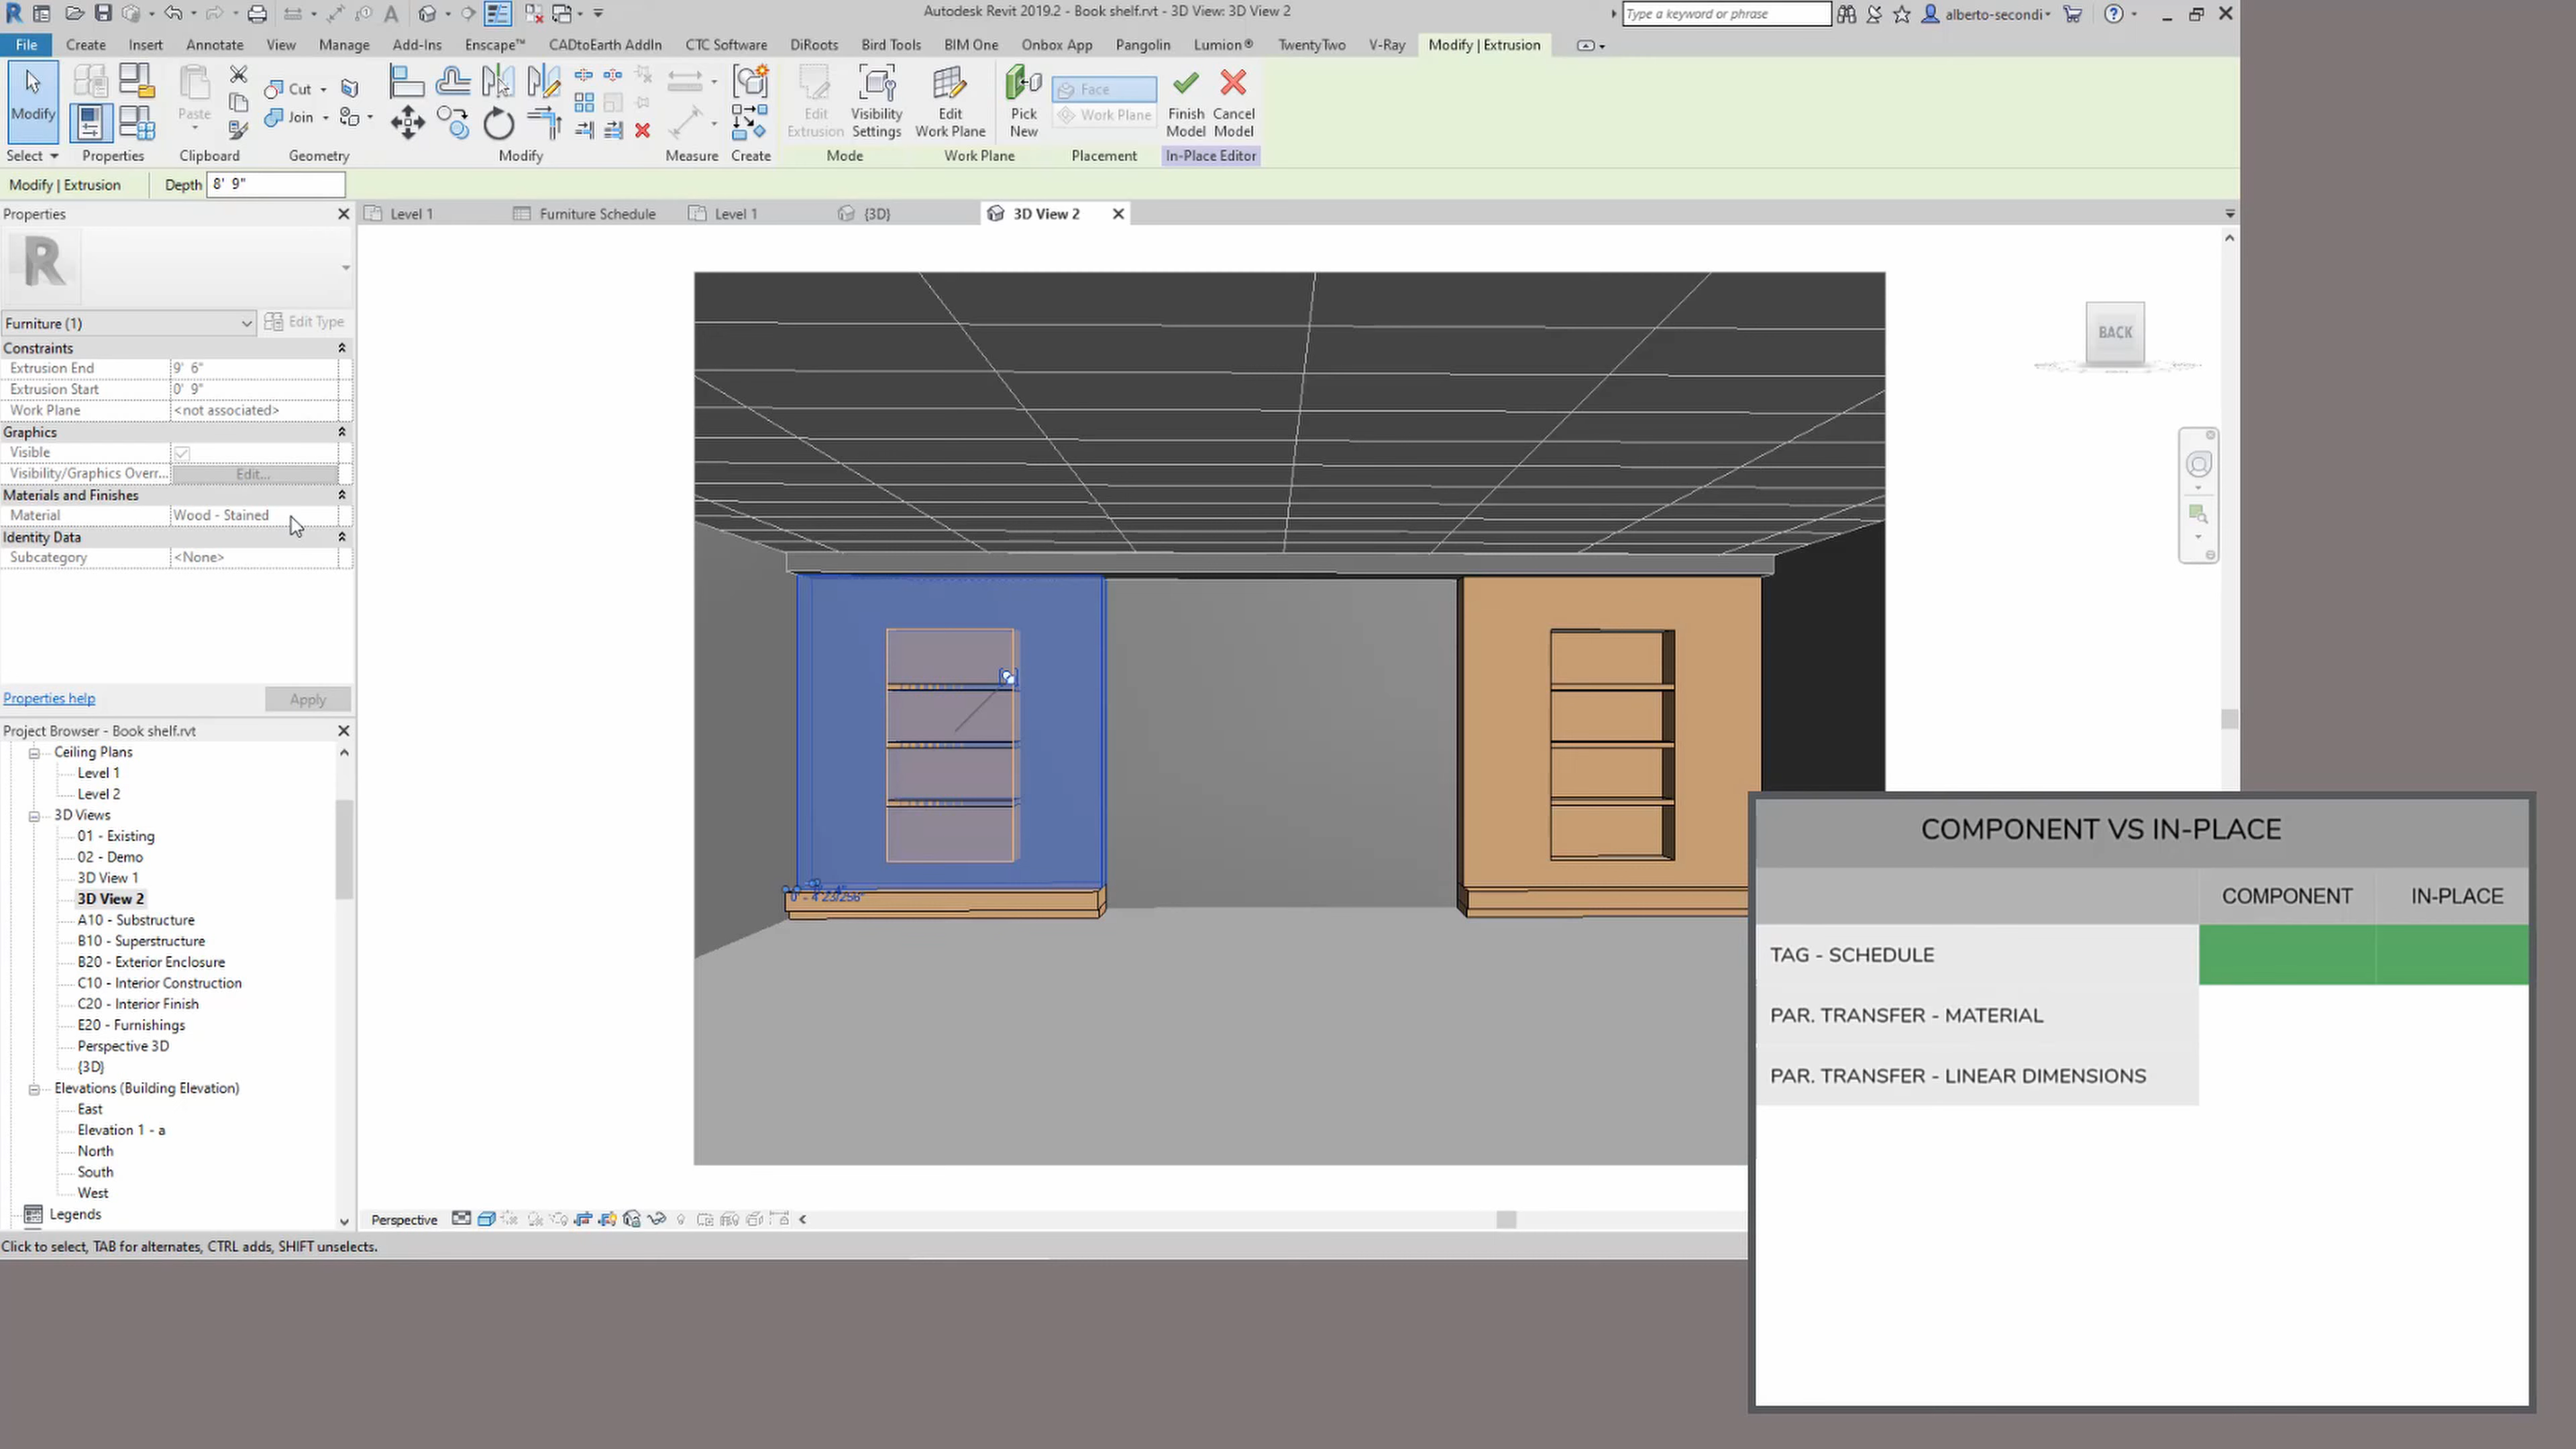 Autodesk Revit 2019.2 - Book shelf.rvt - 3D View: 3D View 2
Type a keyword or phrase
alberto-secondi
File Create Insert Annotate View Manage Add-Ins Enscape™ CADtoEarth AddIn CTC Software DiRoots Bird Tools BIM One Onbox App Pangolin Lumion® TwentyTwo V-Ray Modify | Extrusion
Modify
Paste
Cut
Join
Edit Extrusion
Visibility Settings
Edit Work Plane
Pick New
Face
Work Plane
Finish Model
Cancel Model
Select Properties Clipboard Geometry Modify Measure Create Mode Work Plane Placement In-Place Editor
Modify | Extrusion Depth 8' 9"
Properties
Level 1 Furniture Schedule Level 1 {3D} 3D View 2
R
Furniture (1) Edit Type
Constraints
Extrusion End 9' 6"
Extrusion Start 0' 9"
Work Plane <not associated>
Graphics
Visible
Visibility/Graphics Overr... Edit...
Materials and Finishes
Material Wood - Stained
Identity Data
Subcategory <None>
Properties help Apply
Project Browser - Book shelf.rvt
Ceiling Plans
Level 1
Level 2
3D Views
01 - Existing
02 - Demo
3D View 1
3D View 2
A10 - Substructure
B10 - Superstructure
B20 - Exterior Enclosure
C10 - Interior Construction
C20 - Interior Finish
E20 - Furnishings
Perspective 3D
{3D}
Elevations (Building Elevation)
East
Elevation 1 - a
North
South
West
Legends
BACK
Perspective
Click to select, TAB for alternates, CTRL adds, SHIFT unselects.
COMPONENT VS IN-PLACE
COMPONENT IN-PLACE
TAG - SCHEDULE
PAR. TRANSFER - MATERIAL
PAR. TRANSFER - LINEAR DIMENSIONS